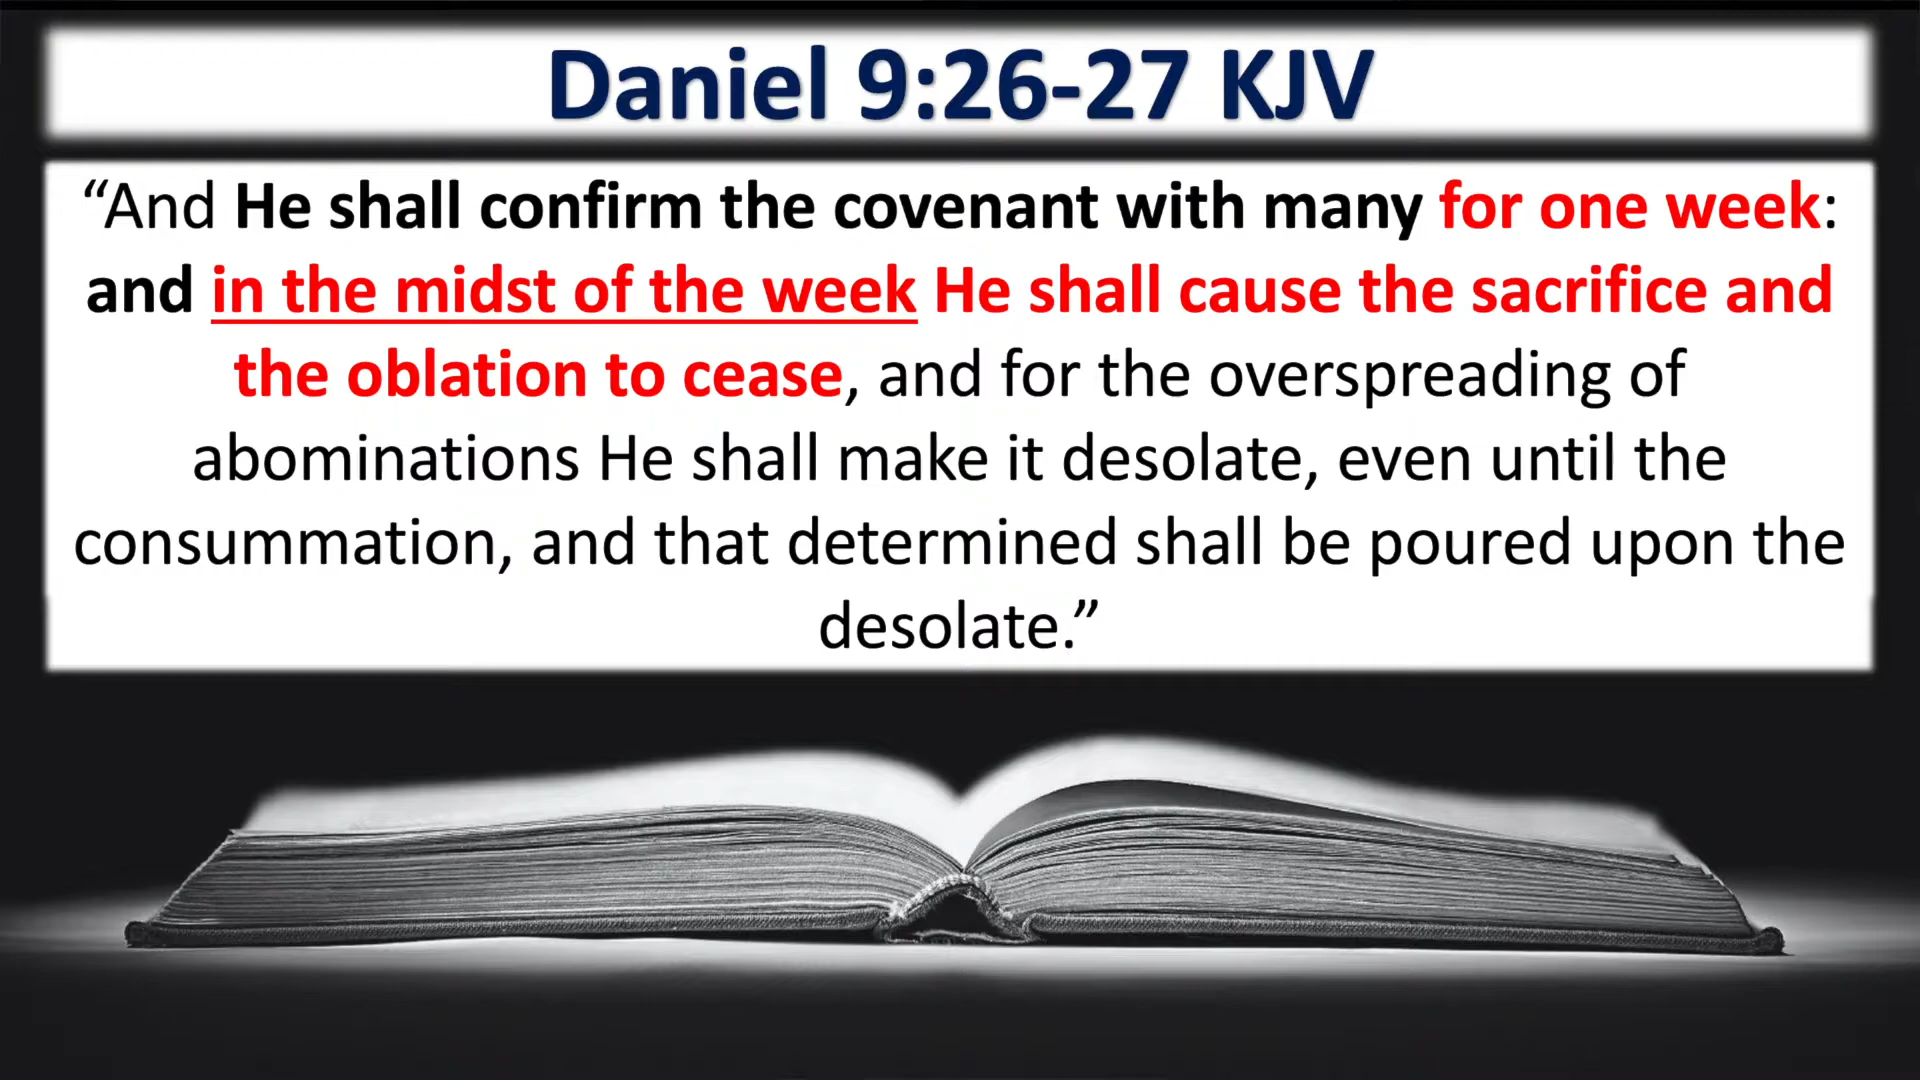 Daniel 9:26-27 KJV
“And He shall confirm the covenant with many for one week:
and in the midst of the week He shall cause the sacrifice and
the oblation to cease, and for the overspreading of
abominations He shall make it desolate, even until the
consummation, and that determined shall be poured upon the
desolate.”